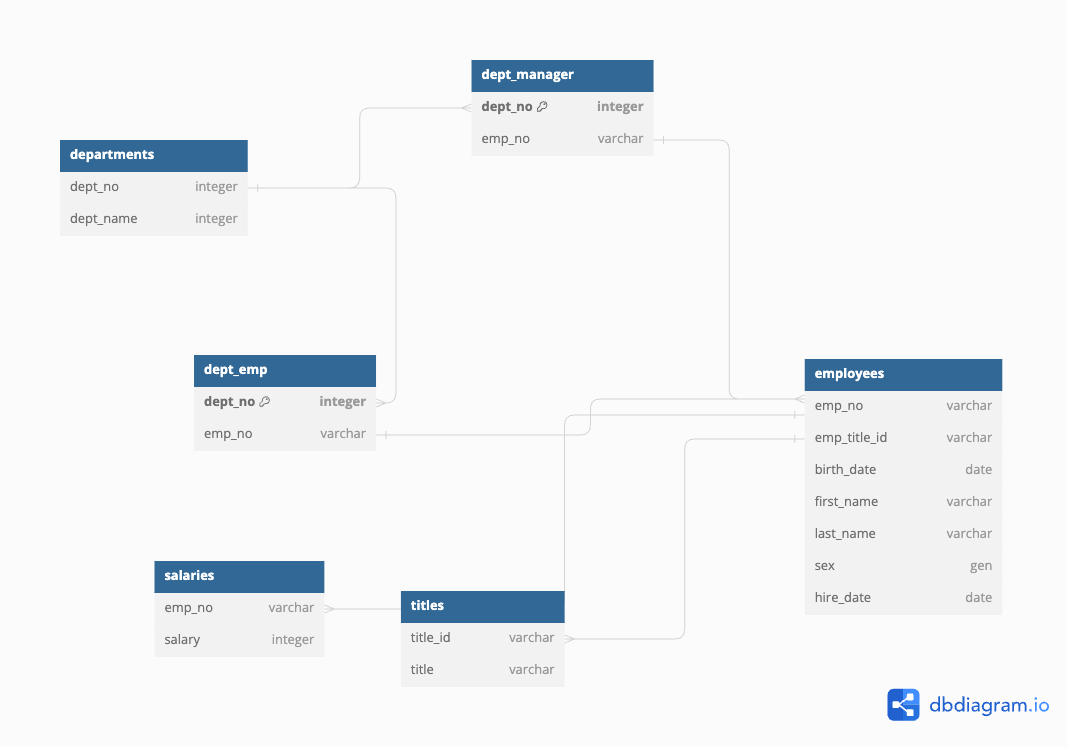 dept_manager
dept_no integer
emp_no varchar
departments
dept_no integer
dept_name integer
dept_emp
dept_no integer
emp_no varchar
employees
emp_no varchar
emp_title_id varchar
birth_date date
first_name varchar
last_name varchar
sex gen
hire_date date
salaries
emp_no varchar
salary integer
titles
title_id varchar
title varchar
dbdiagram.io